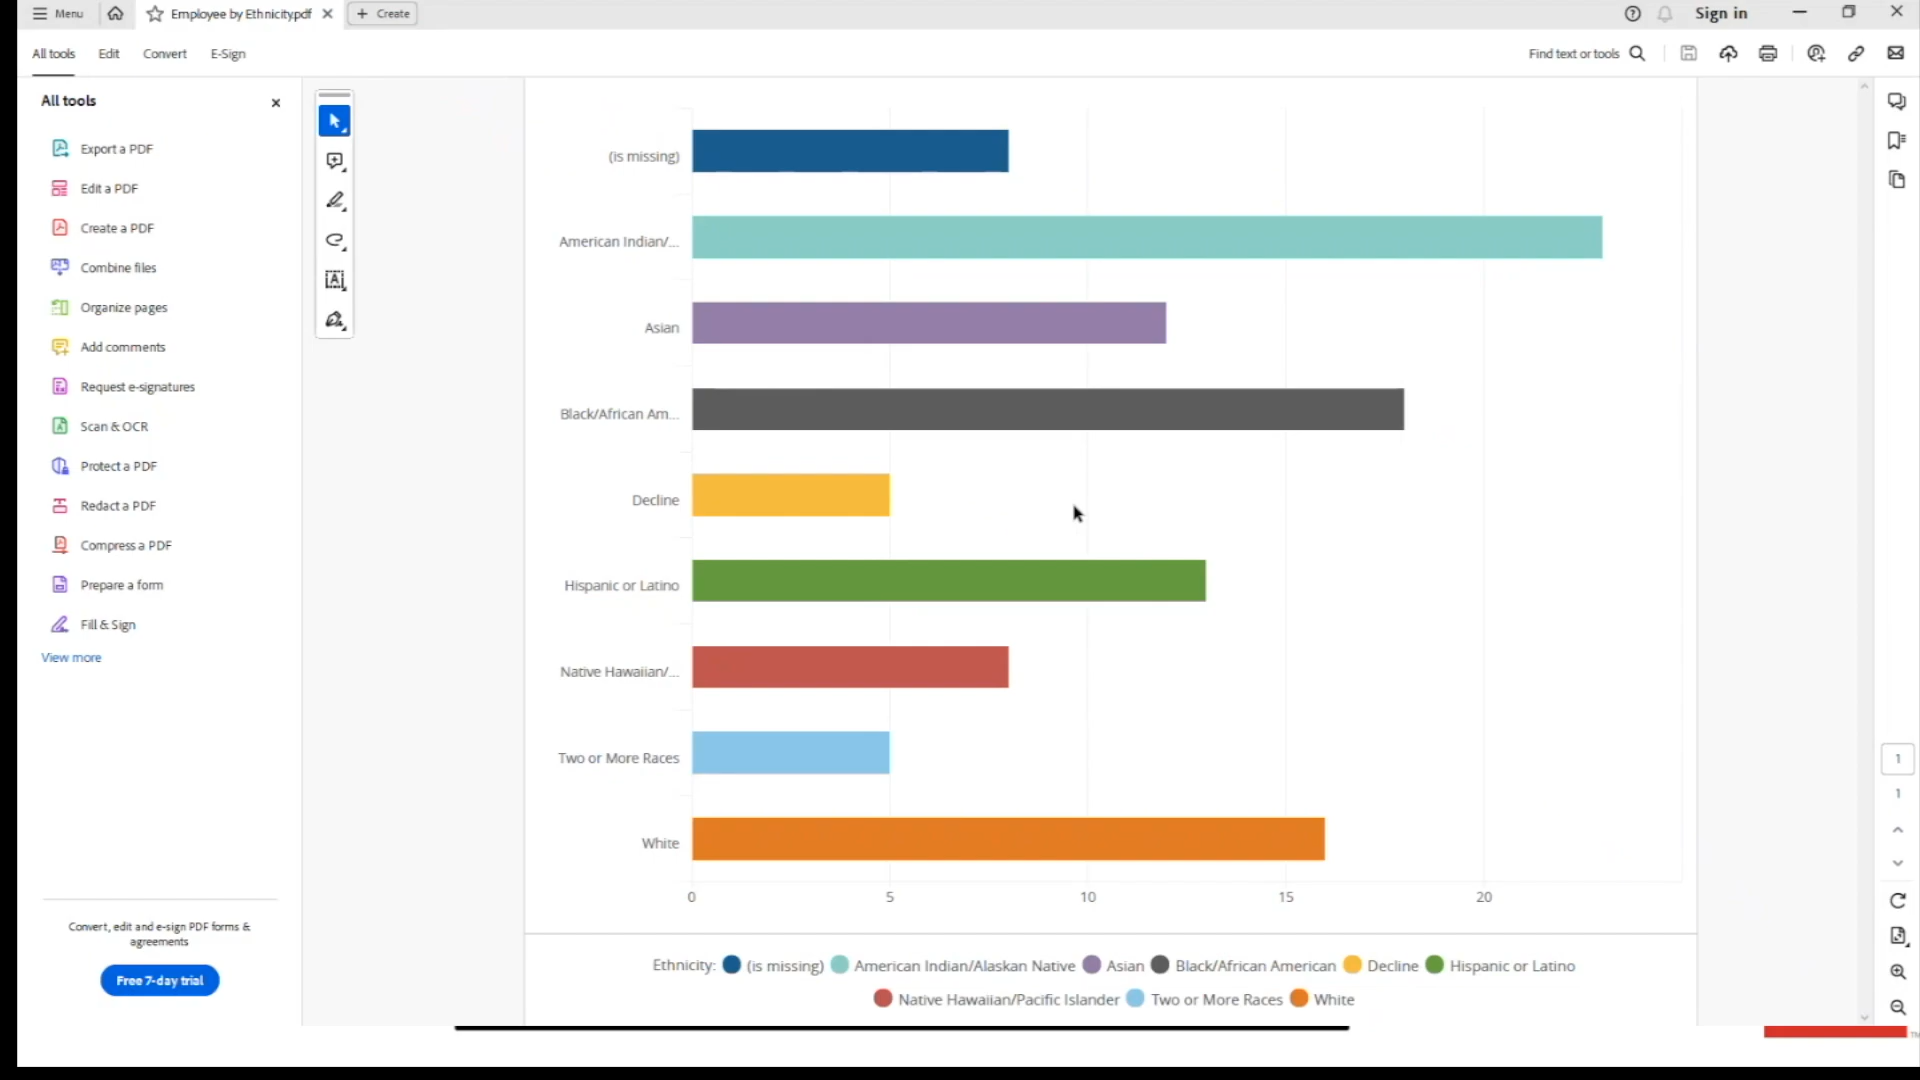 Menu
Employee by Ethnicity.pdf
+ Create
Sign in
All tools
Edit
Convert
E-Sign
Find text or tools
All tools
Export a PDF
Edit a PDF
Create a PDF
Combine files
Organize pages
Add comments
Request e-signatures
Scan & OCR
Protect a PDF
Redact a PDF
Compress a PDF
Prepare a form
Fill & Sign
View more
Convert, edit and e-sign PDF forms &
agreements
Free 7-day trial
(is missing)
American Indian/...
Asian
Black/African Am...
Decline
Hispanic or Latino
Native Hawaiian/...
Two or More Races
White
0 5 10 15 20
Ethnicity: (is missing) American Indian/Alaskan Native Asian Black/African American Decline Hispanic or Latino
Native Hawaiian/Pacific Islander Two or More Races White
1
1
TM